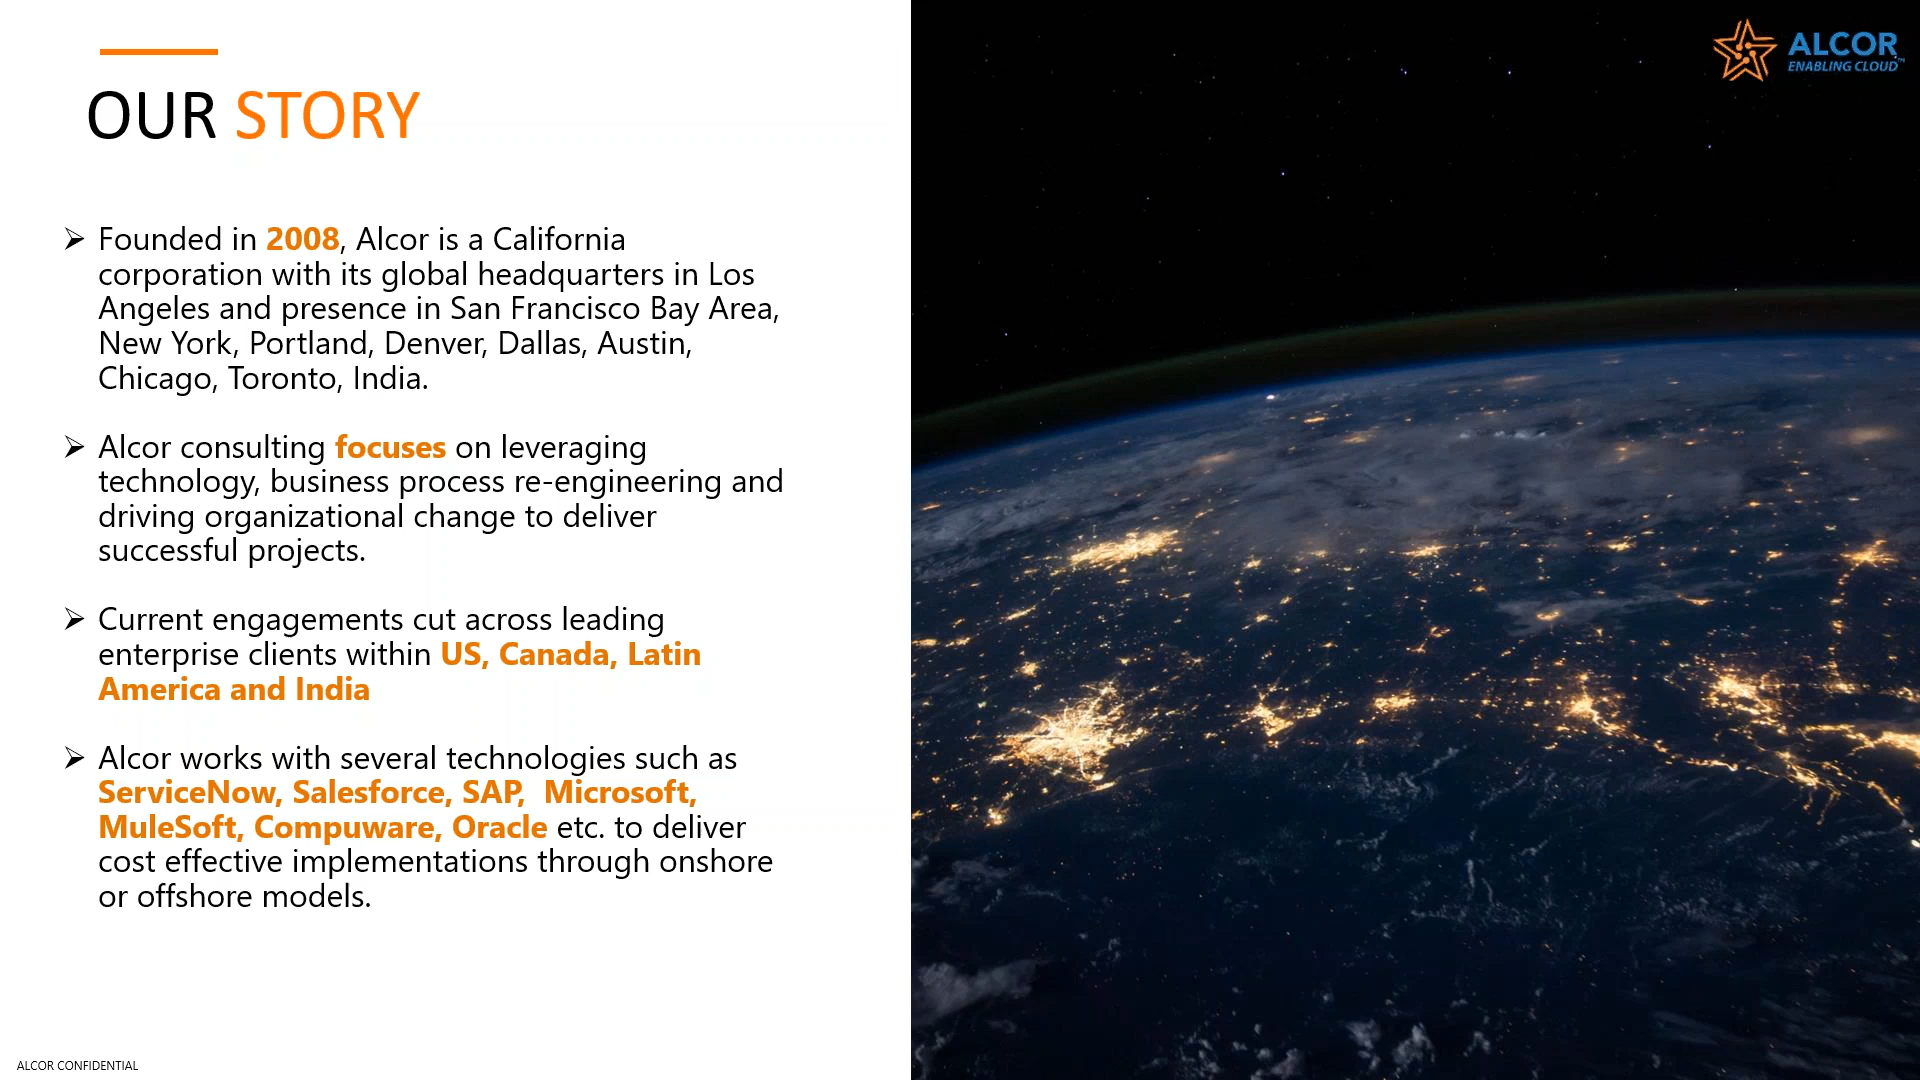 ALCOR
ENABLING CLOUD™
OUR STORY
➢ Founded in 2008, Alcor is a California
corporation with its global headquarters in Los
Angeles and presence in San Francisco Bay Area,
New York, Portland, Denver, Dallas, Austin,
Chicago, Toronto, India.
➢ Alcor consulting focuses on leveraging
technology, business process re-engineering and
driving organizational change to deliver
successful projects.
➢ Current engagements cut across leading
enterprise clients within US, Canada, Latin
America and India
➢ Alcor works with several technologies such as
ServiceNow, Salesforce, SAP,  Microsoft,
MuleSoft, Compuware, Oracle etc. to deliver
cost effective implementations through onshore
or offshore models.
ALCOR CONFIDENTIAL